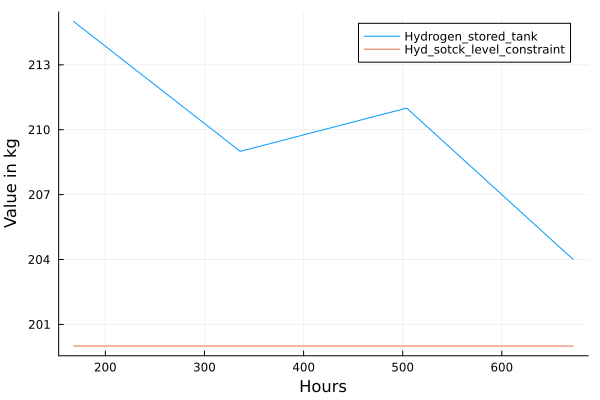 Hydrogen_stored_tank
Hyd_sotck_level_constraint
213
210
207
204
201
Value in kg
200
300
400
500
600
Hours